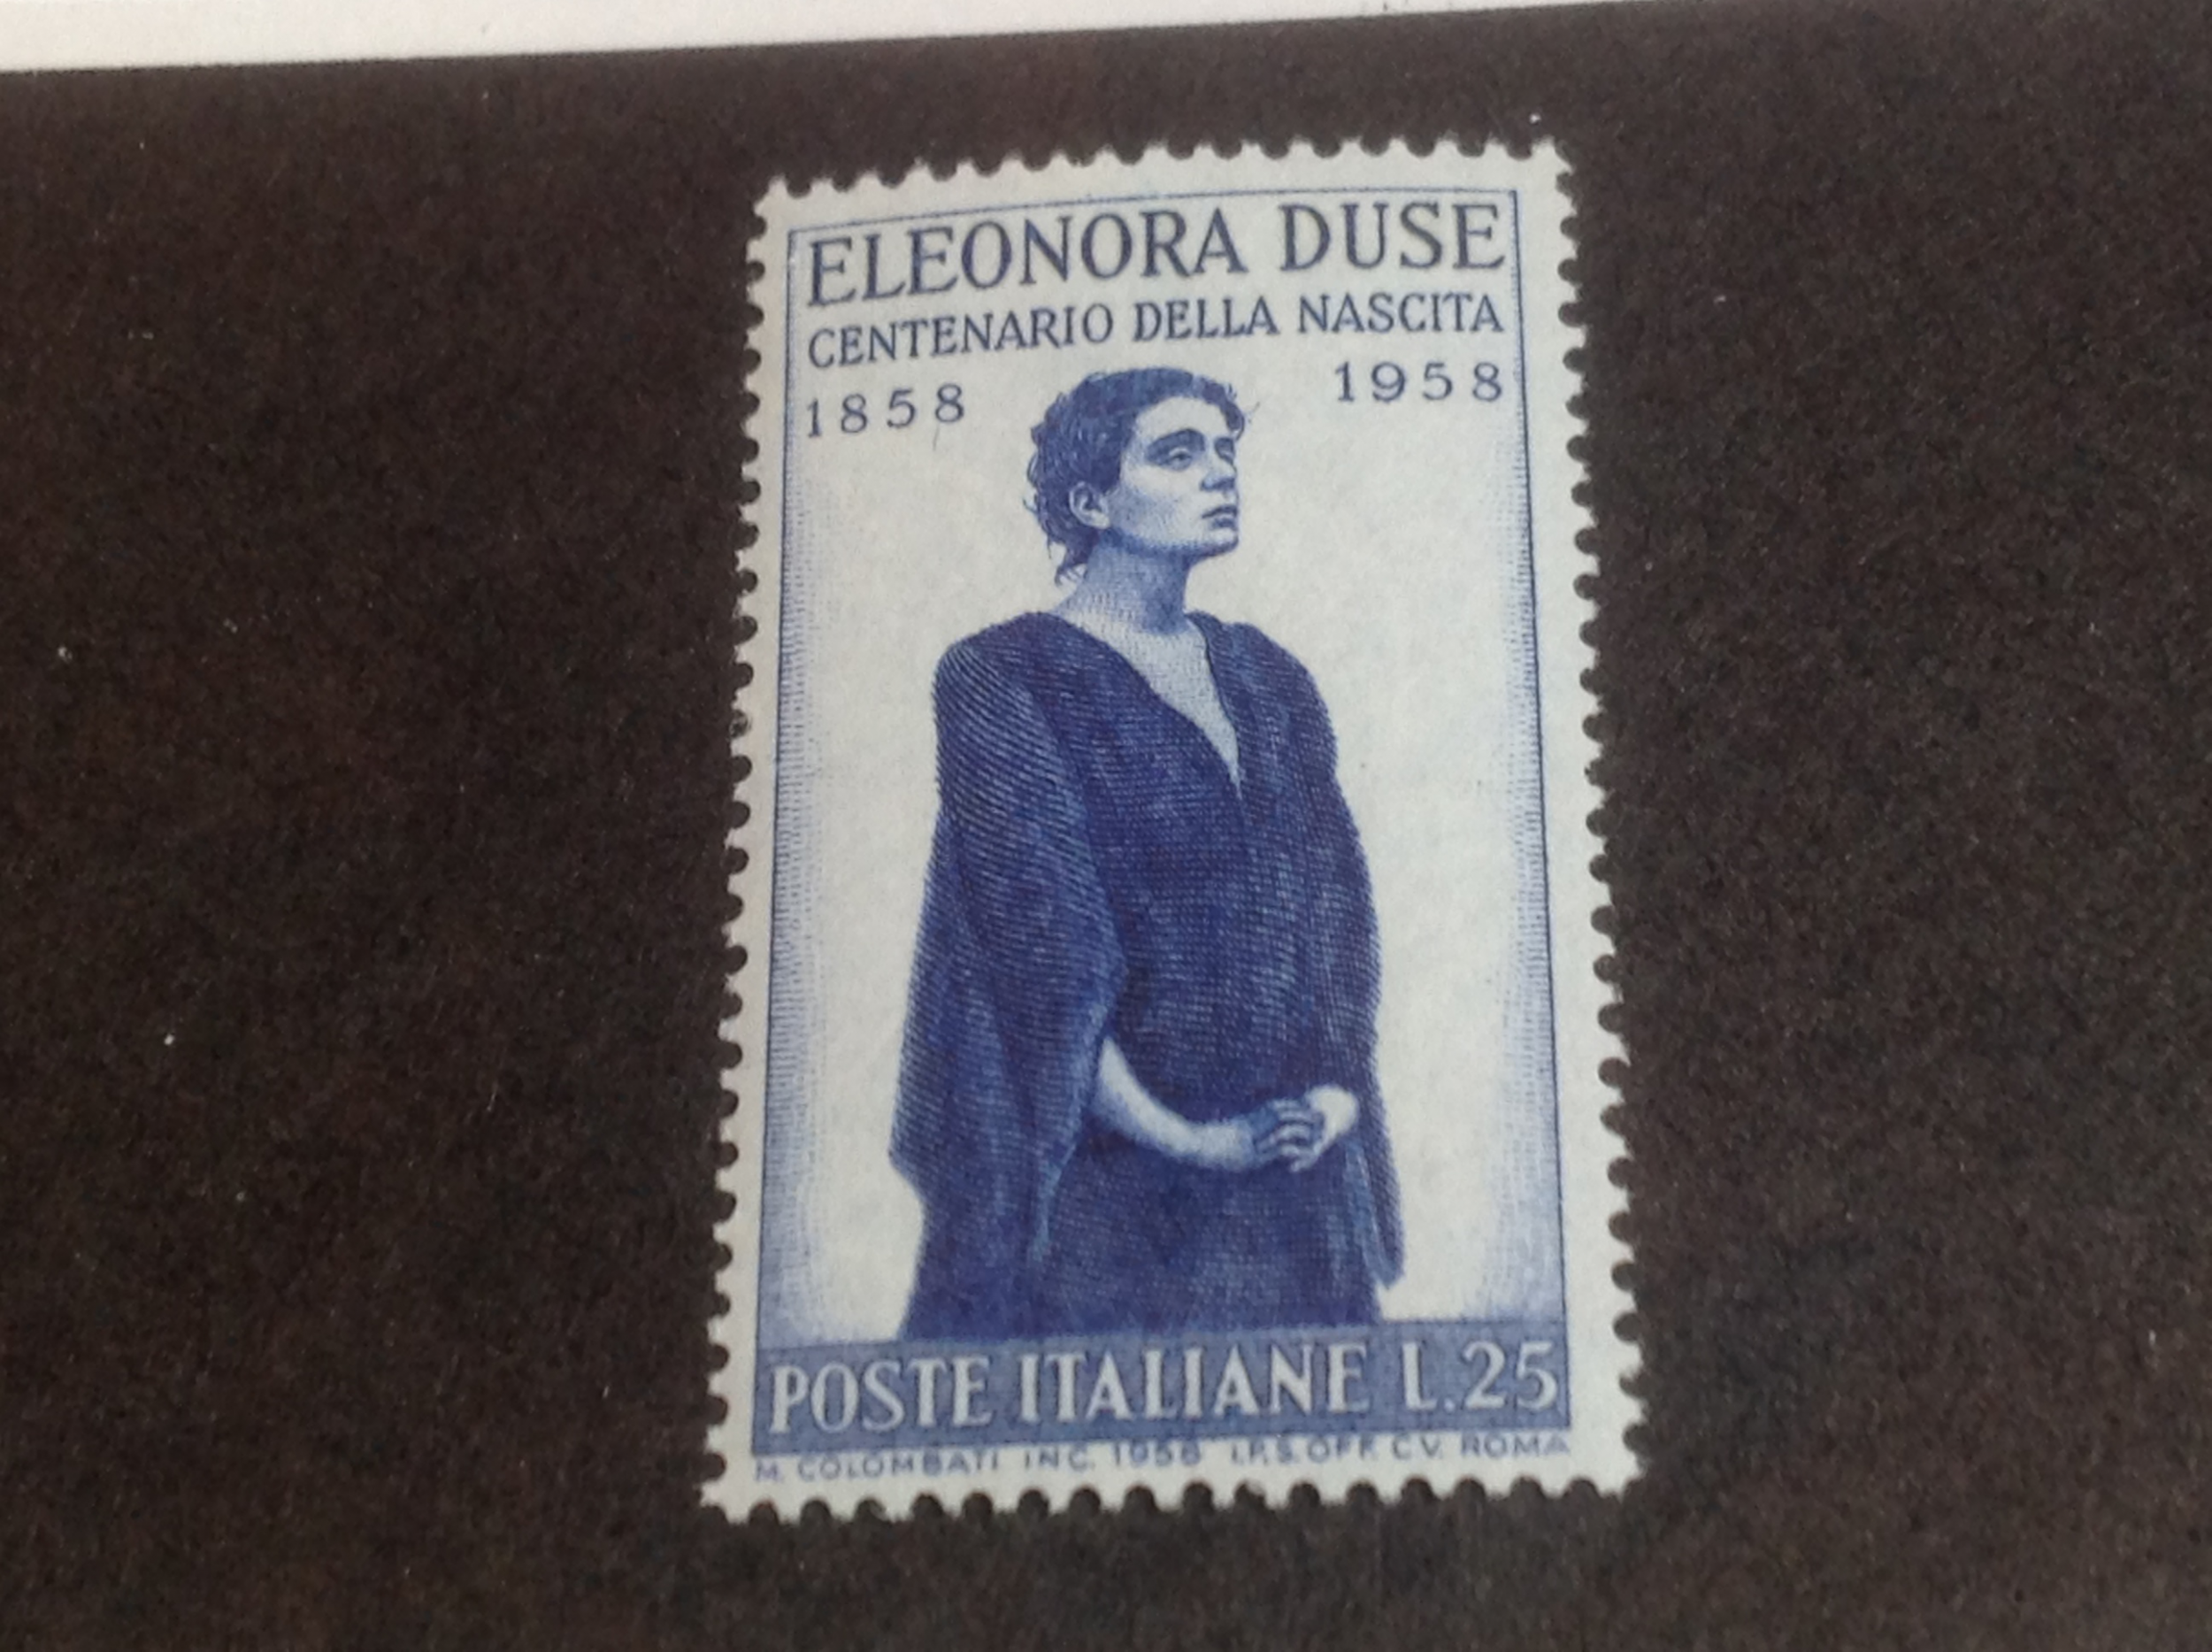 ELEONORA DUSE
CENTENARIO DELLA NASCITA
1858 1958
POSTE ITALIANE L.25
M. COLOMBATI INC. 1958 I.P.S. OFF. C.V. ROMA